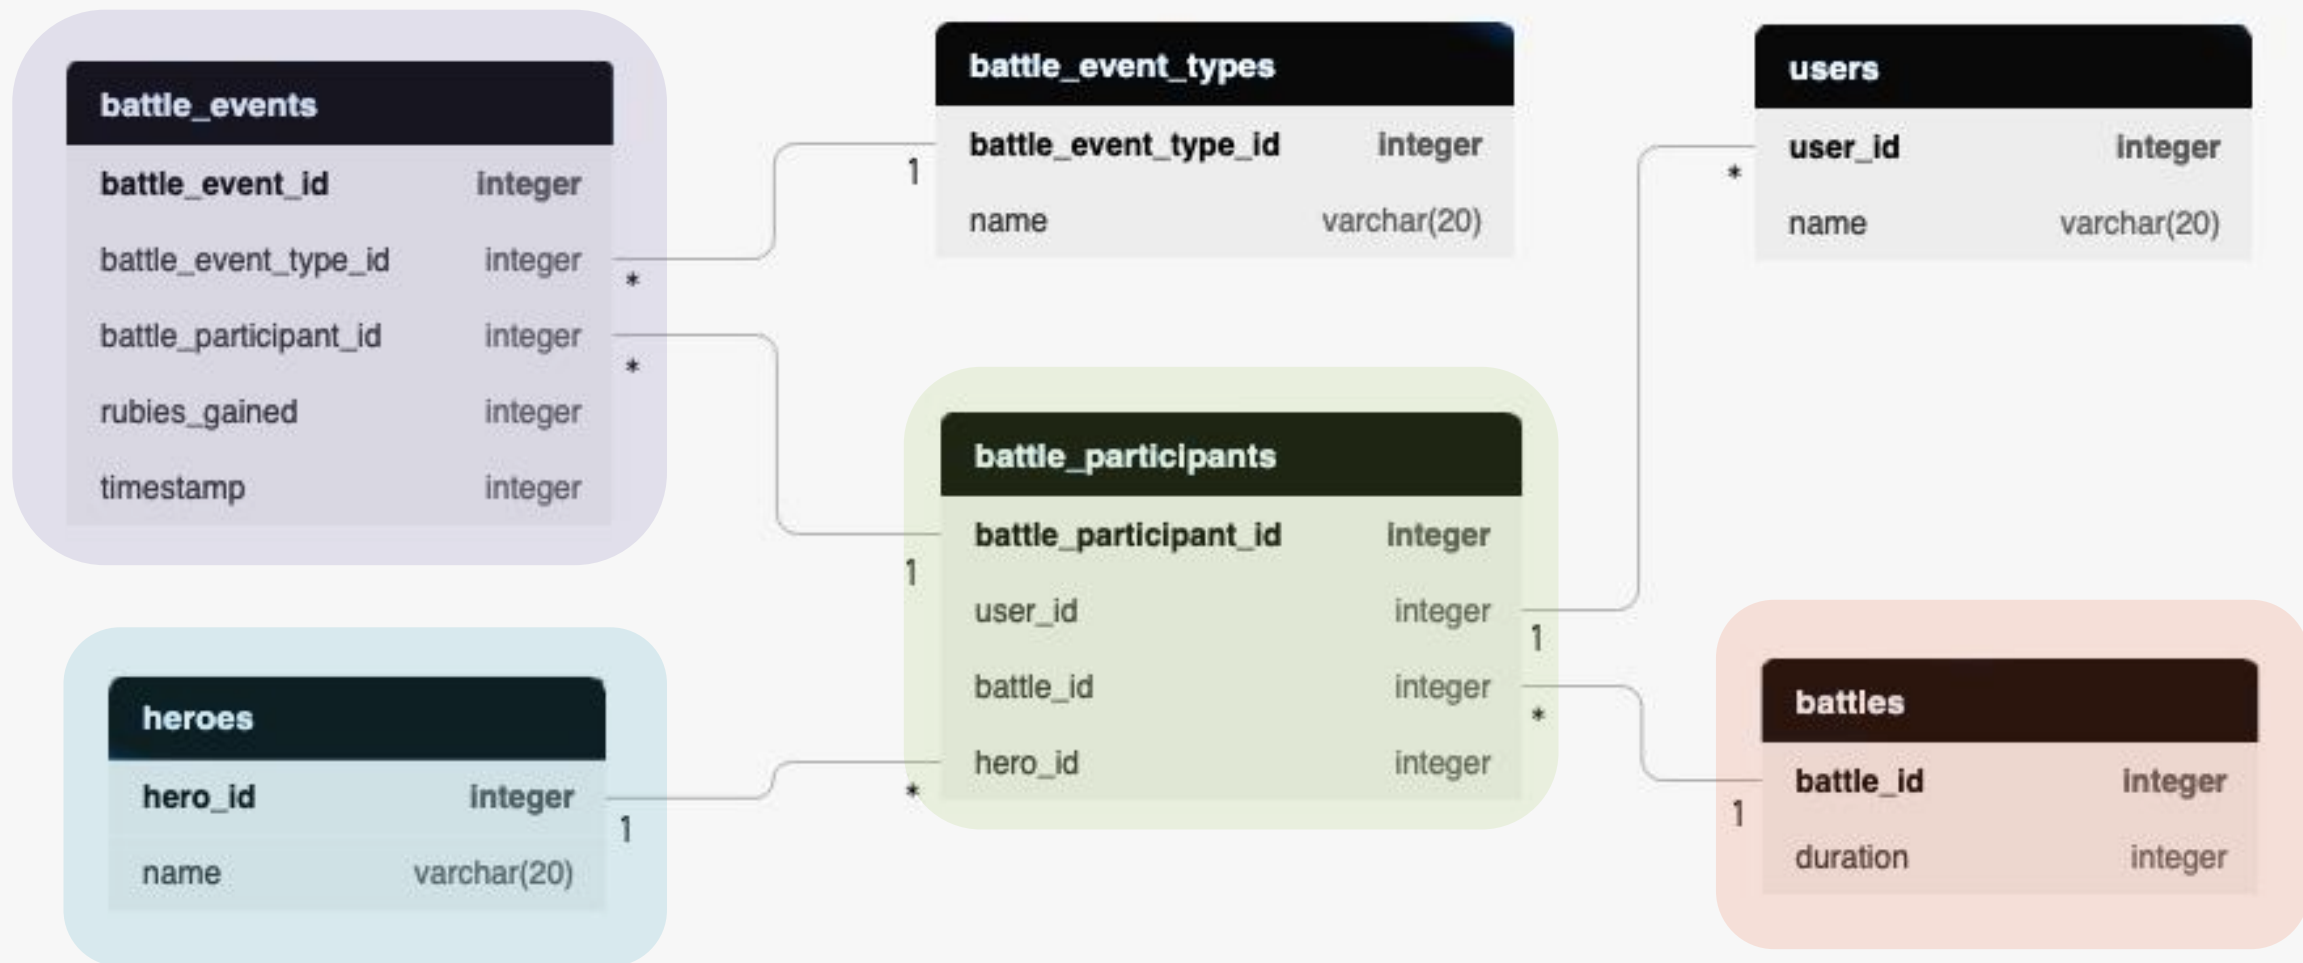 battle_events
battle_event_id integer
battle_event_type_id integer
*
battle_participant_id integer
*
rubies_gained integer
timestamp integer
battle_event_types
battle_event_type_id integer
1
name varchar(20)
users
user_id integer
*
name varchar(20)
heroes
hero_id integer
1
name varchar(20)
battle_participants
battle_participant_id integer
1
user_id integer
1
battle_id integer
*
hero_id integer
*
battles
battle_id integer
1
duration integer